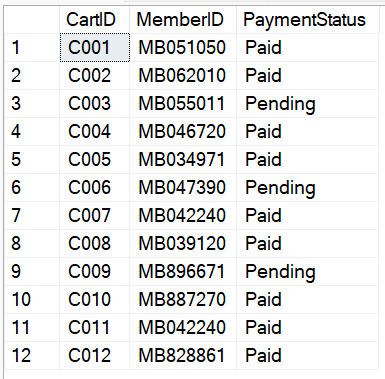 CartID MemberID PaymentStatus
1 C001 MB051050 Paid
2 C002 MB062010 Paid
3 C003 MB055011 Pending
4 C004 MB046720 Paid
5 C005 MB034971 Paid
6 C006 MB047390 Pending
7 C007 MB042240 Paid
8 C008 MB039120 Paid
9 C009 MB896671 Pending
10 C010 MB887270 Paid
11 C011 MB042240 Paid
12 C012 MB828861 Paid